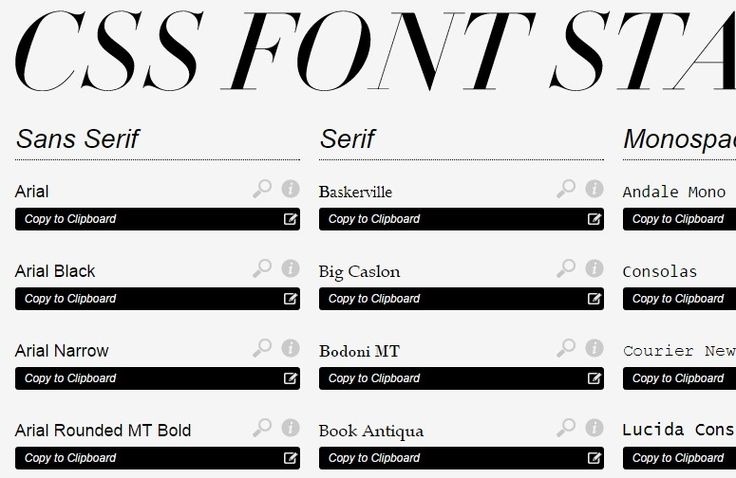 CSS FONT STA
Sans Serif
Arial
Copy to Clipboard
Arial Black
Copy to Clipboard
Arial Narrow
Copy to Clipboard
Arial Rounded MT Bold
Copy to Clipboard
Serif
Baskerville
Copy to Clipboard
Big Caslon
Copy to Clipboard
Bodoni MT
Copy to Clipboard
Book Antiqua
Copy to Clipboard
Monospac
Andale Mono
Copy to Clipboard
Consolas
Copy to Clipboard
Courier New
Copy to Clipboard
Lucida Cons
Copy to Clipboard